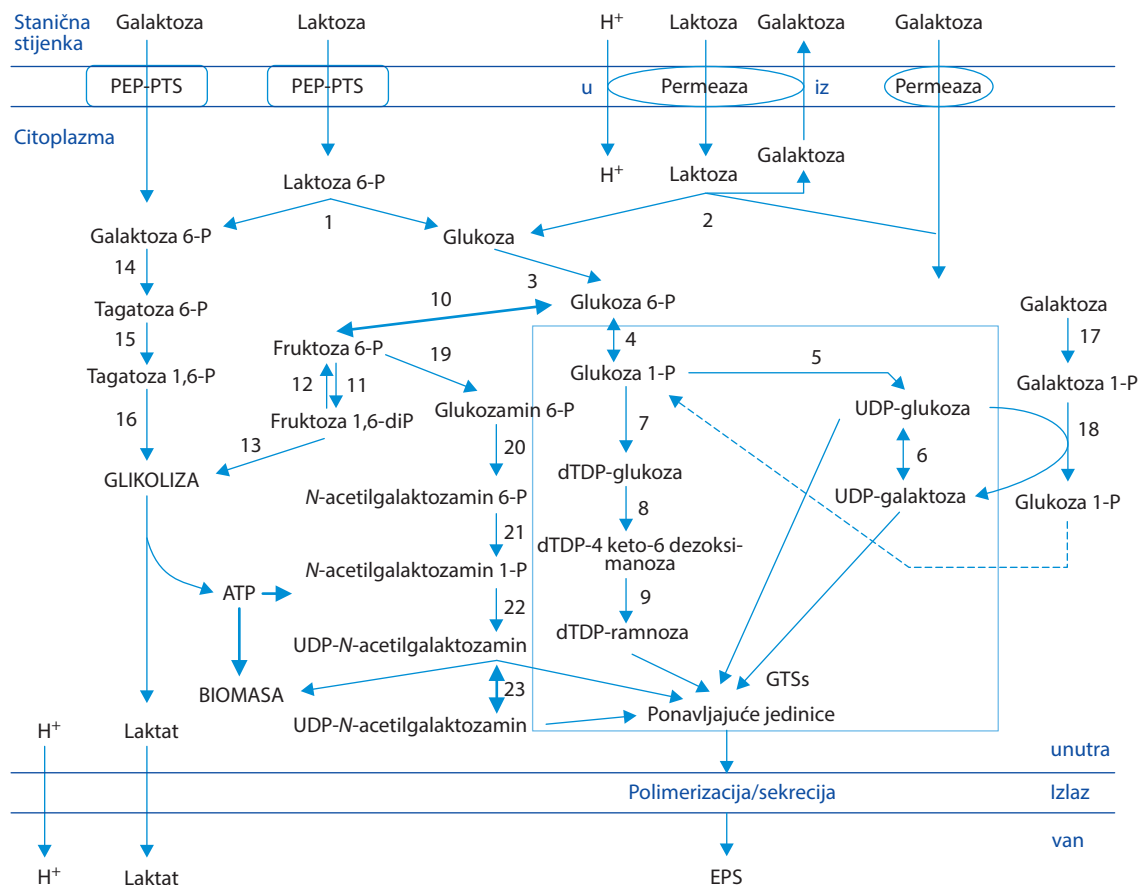 Stanična
stijenka
Galaktoza
Laktoza
H+
Laktoza
Galaktoza
Galaktoza
PEP-PTS
PEP-PTS
u
Permeaza
iz
Permeaza
Citoplazma
Galaktoza
H+
Laktoza
Laktoza 6-P
1
2
Galaktoza 6-P
Glukoza
14
3
10
Tagatoza 6-P
Glukoza 6-P
Galaktoza
15
4
17
Fruktoza 6-P
19
5
Tagatoza 1,6-P
12
11
Glukoza 1-P
Galaktoza 1-P
16
Fruktoza 1,6-diP
Glukozamin 6-P
7
UDP-glukoza
18
13
20
6
GLIKOLIZA
dTDP-glukoza
N-acetilgalaktozamin 6-P
UDP-galaktoza
Glukoza 1-P
8
21
dTDP-4 keto-6 dezoksi-
manoza
N-acetilgalaktozamin 1-P
ATP
22
9
UDP-N-acetilgalaktozamin
dTDP-ramnoza
BIOMASA
23
GTSs
H+
Laktat
UDP-N-acetilgalaktozamin
Ponavljajuće jedinice
unutra
Polimerizacija/sekrecija
Izlaz
van
H+
Laktat
EPS